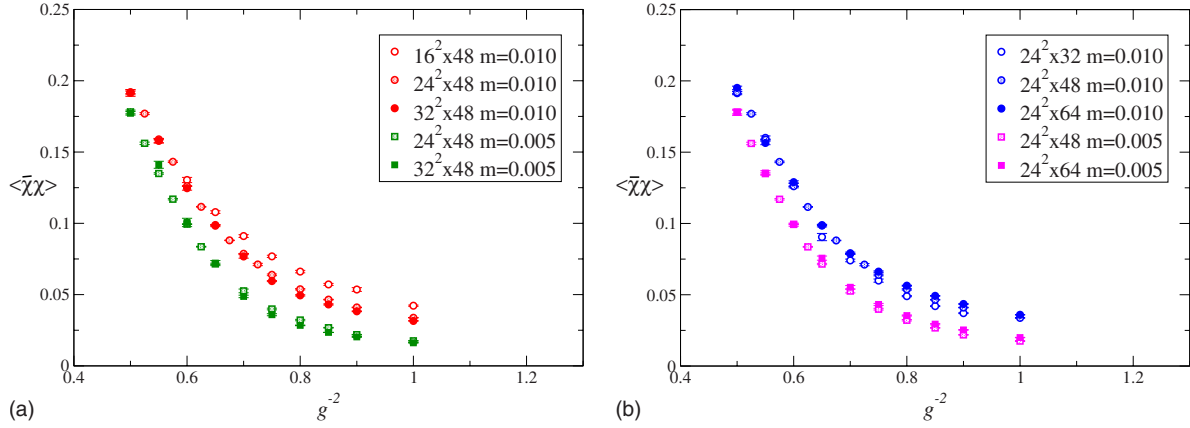 16²x48 m=0.010
24²x48 m=0.010
32²x48 m=0.010
24²x48 m=0.005
32²x48 m=0.005
0.25
0.2
0.15
<χ̄χ>
0.1
0.05
0
0.4 0.6 0.8 1 1.2
g⁻²
(a)
24²x32 m=0.010
24²x48 m=0.010
24²x64 m=0.010
24²x48 m=0.005
24²x64 m=0.005
0.25
0.2
0.15
<χ̄χ>
0.1
0.05
0
0.4 0.6 0.8 1 1.2
g⁻²
(b)